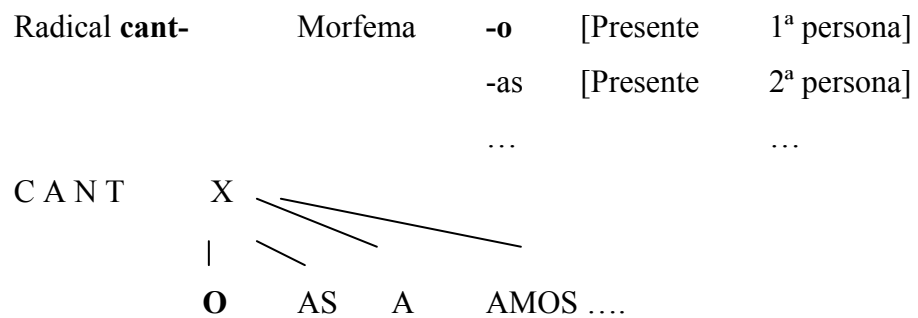 Radical cant- Morfema -o [Presente 1ª persona]
-as [Presente 2ª persona]
… …
C A N T X
O AS A AMOS ….